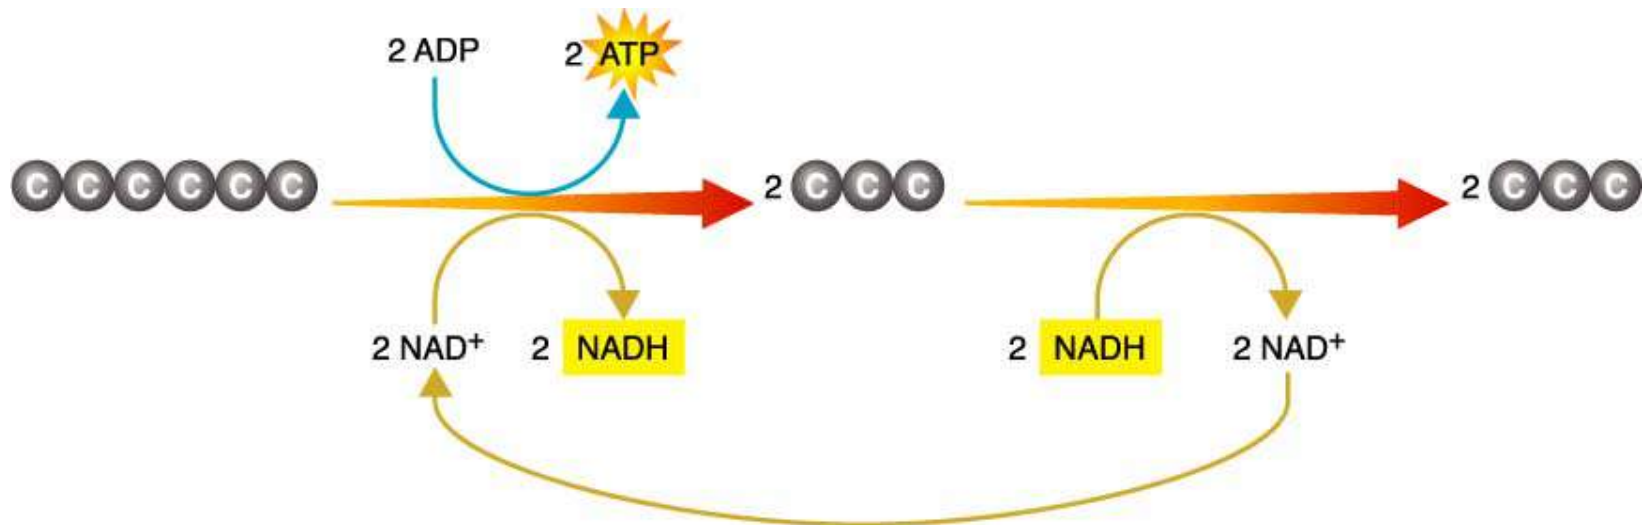 2 ADP 2 ATP
C C C C C C 2 C C C 2 C C C
2 NAD⁺ 2 NADH 2 NADH 2 NAD⁺